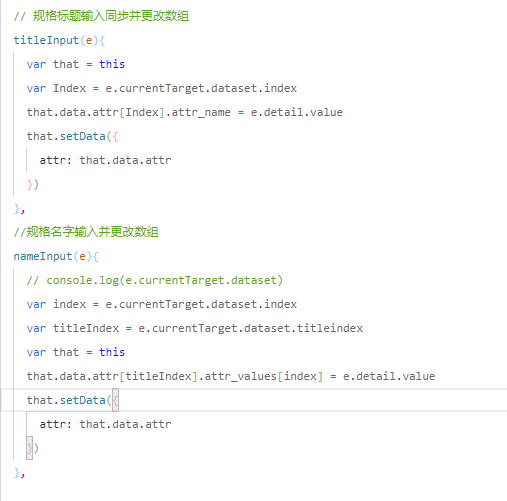 // 规格标题输入同步并更改数组
titleInput(e){
var that = this
var Index = e.currentTarget.dataset.index
that.data.attr[Index].attr_name = e.detail.value
that.setData({
attr: that.data.attr
})
},
//规格名字输入并更改数组
nameInput(e){
// console.log(e.currentTarget.dataset)
var index = e.currentTarget.dataset.index
var titleIndex = e.currentTarget.dataset.titleindex
var that = this
that.data.attr[titleIndex].attr_values[index] = e.detail.value
that.setData({
attr: that.data.attr
})
},